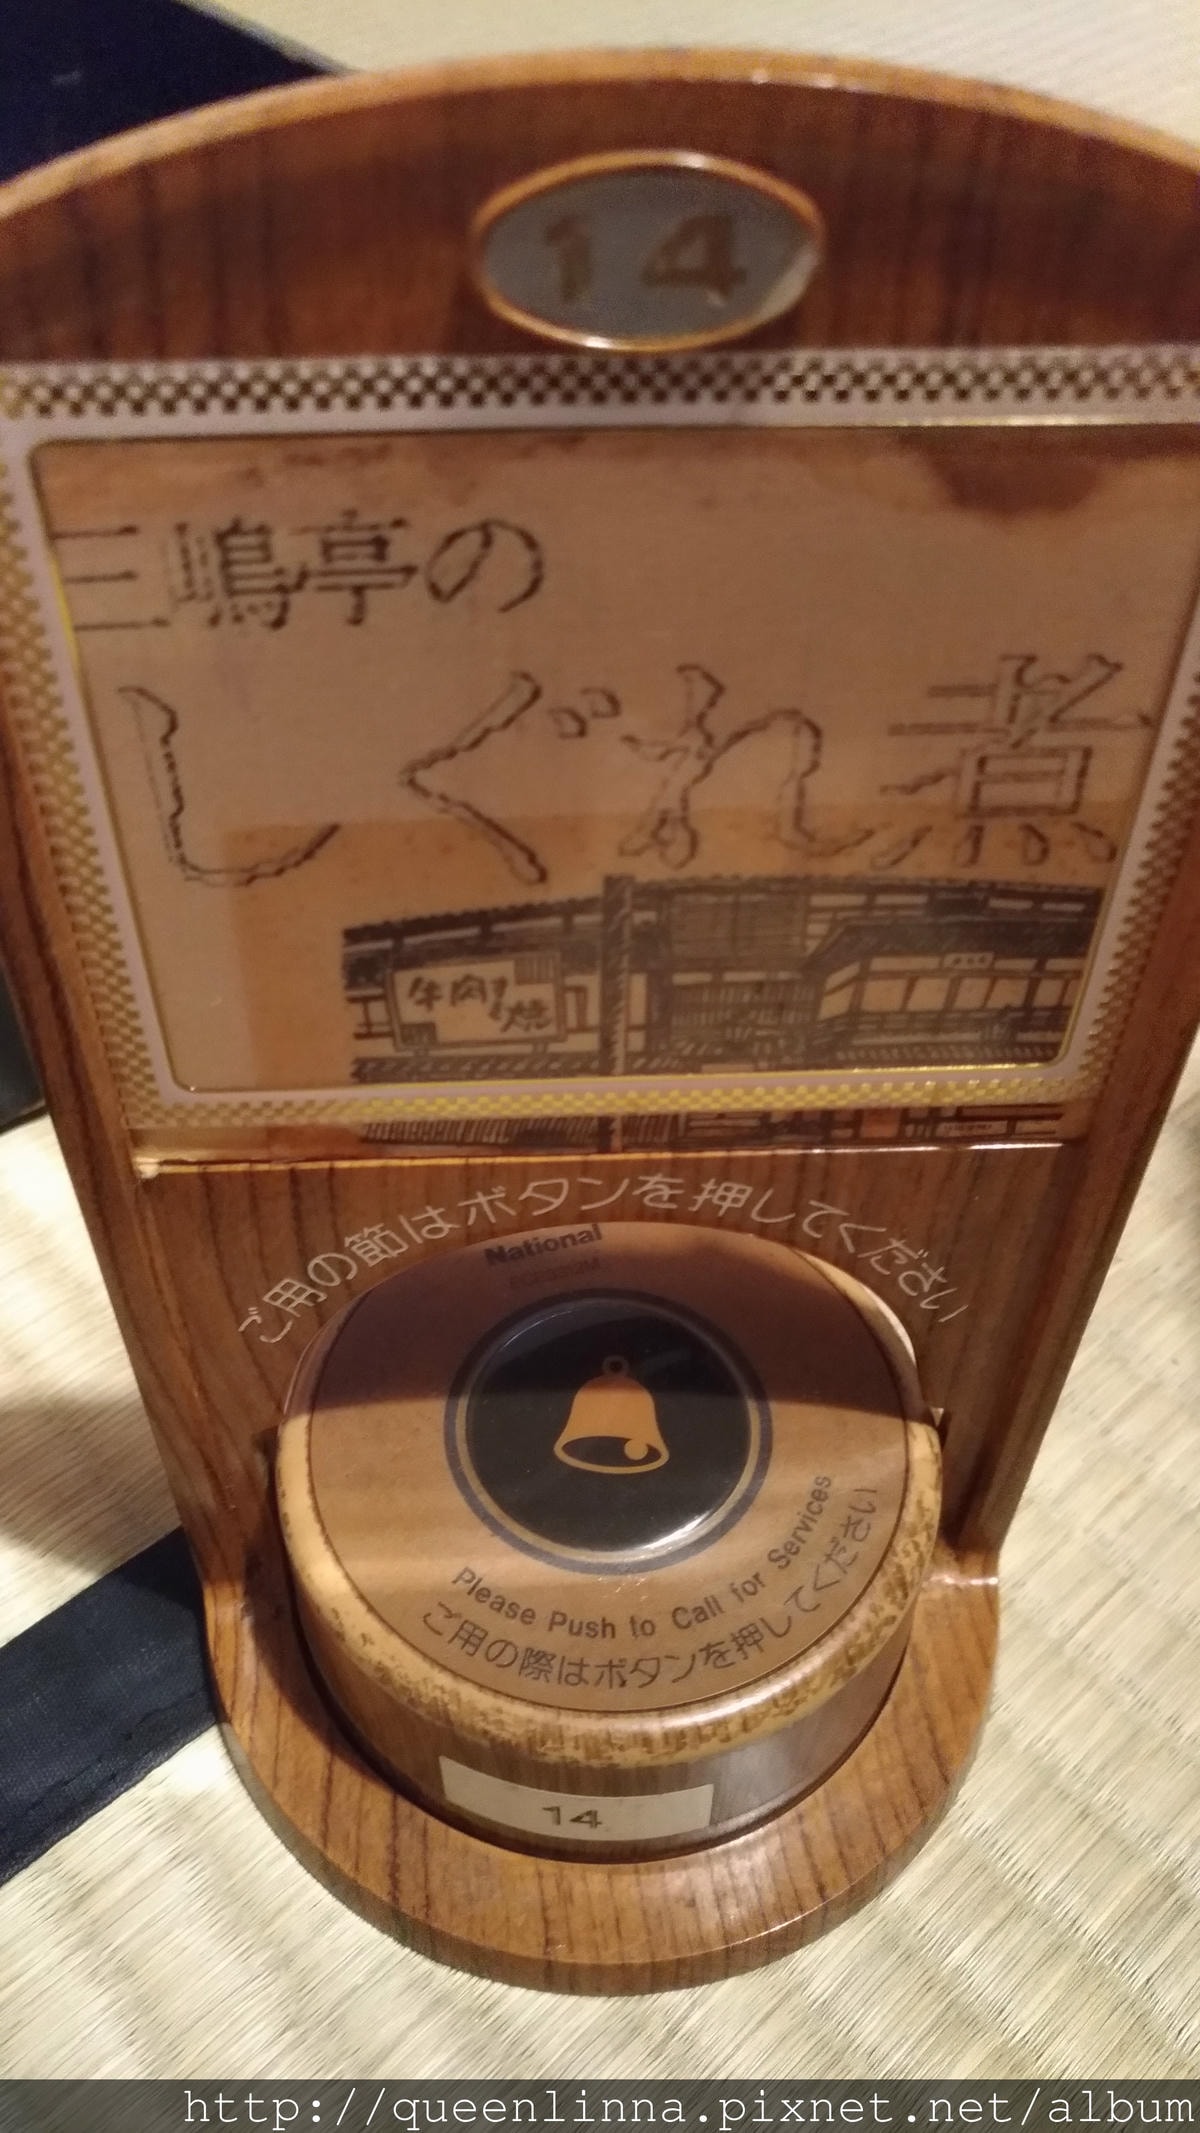 14
三嶋亭の
しぐれ煮
牛肉すき焼
ご用の節はボタンを押してください
National
Please Push to Call for Services
ご用の際はボタンを押してください
14
http://queenlinna.pixnet.net/album